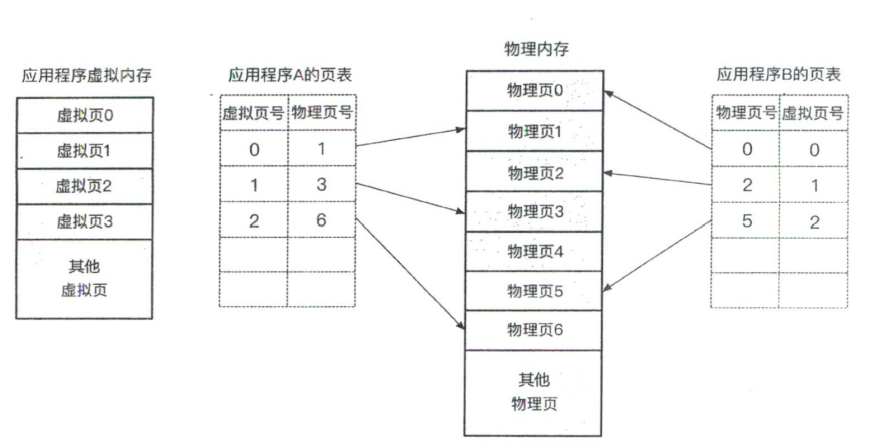 物理内存
应用程序虚拟内存
虚拟页0
虚拟页1
虚拟页2
虚拟页3
其他
虚拟页
应用程序A的页表
虚拟页号 物理页号
0 1
1 3
2 6
物理页0
物理页1
物理页2
物理页3
物理页4
物理页5
物理页6
其他
物理页
应用程序B的页表
物理页号 虚拟页号
0 0
2 1
5 2